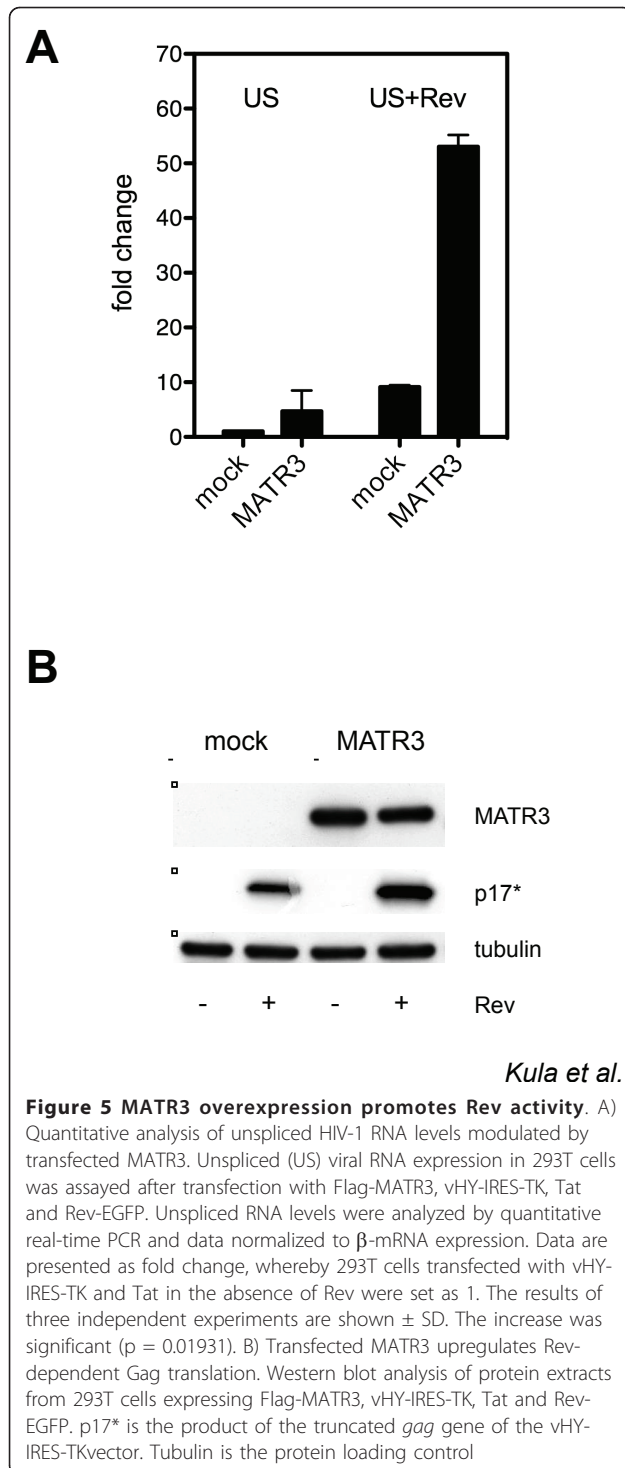 A
70
60
50
40
30
20
10
0
fold change
US
US+Rev
mock
MATR3
mock
MATR3
B
mock
MATR3
MATR3
p17*
tubulin
- + - + Rev
Kula et al.
Figure 5 MATR3 overexpression promotes Rev activity. A)
Quantitative analysis of unspliced HIV-1 RNA levels modulated by
transfected MATR3. Unspliced (US) viral RNA expression in 293T cells
was assayed after transfection with Flag-MATR3, vHY-IRES-TK, Tat
and Rev-EGFP. Unspliced RNA levels were analyzed by quantitative
real-time PCR and data normalized to β-mRNA expression. Data are
presented as fold change, whereby 293T cells transfected with vHY-
IRES-TK and Tat in the absence of Rev were set as 1. The results of
three independent experiments are shown ± SD. The increase was
significant (p = 0.01931). B) Transfected MATR3 upregulates Rev-
dependent Gag translation. Western blot analysis of protein extracts
from 293T cells expressing Flag-MATR3, vHY-IRES-TK, Tat and Rev-
EGFP. p17* is the product of the truncated gag gene of the vHY-
IRES-TKvector. Tubulin is the protein loading control